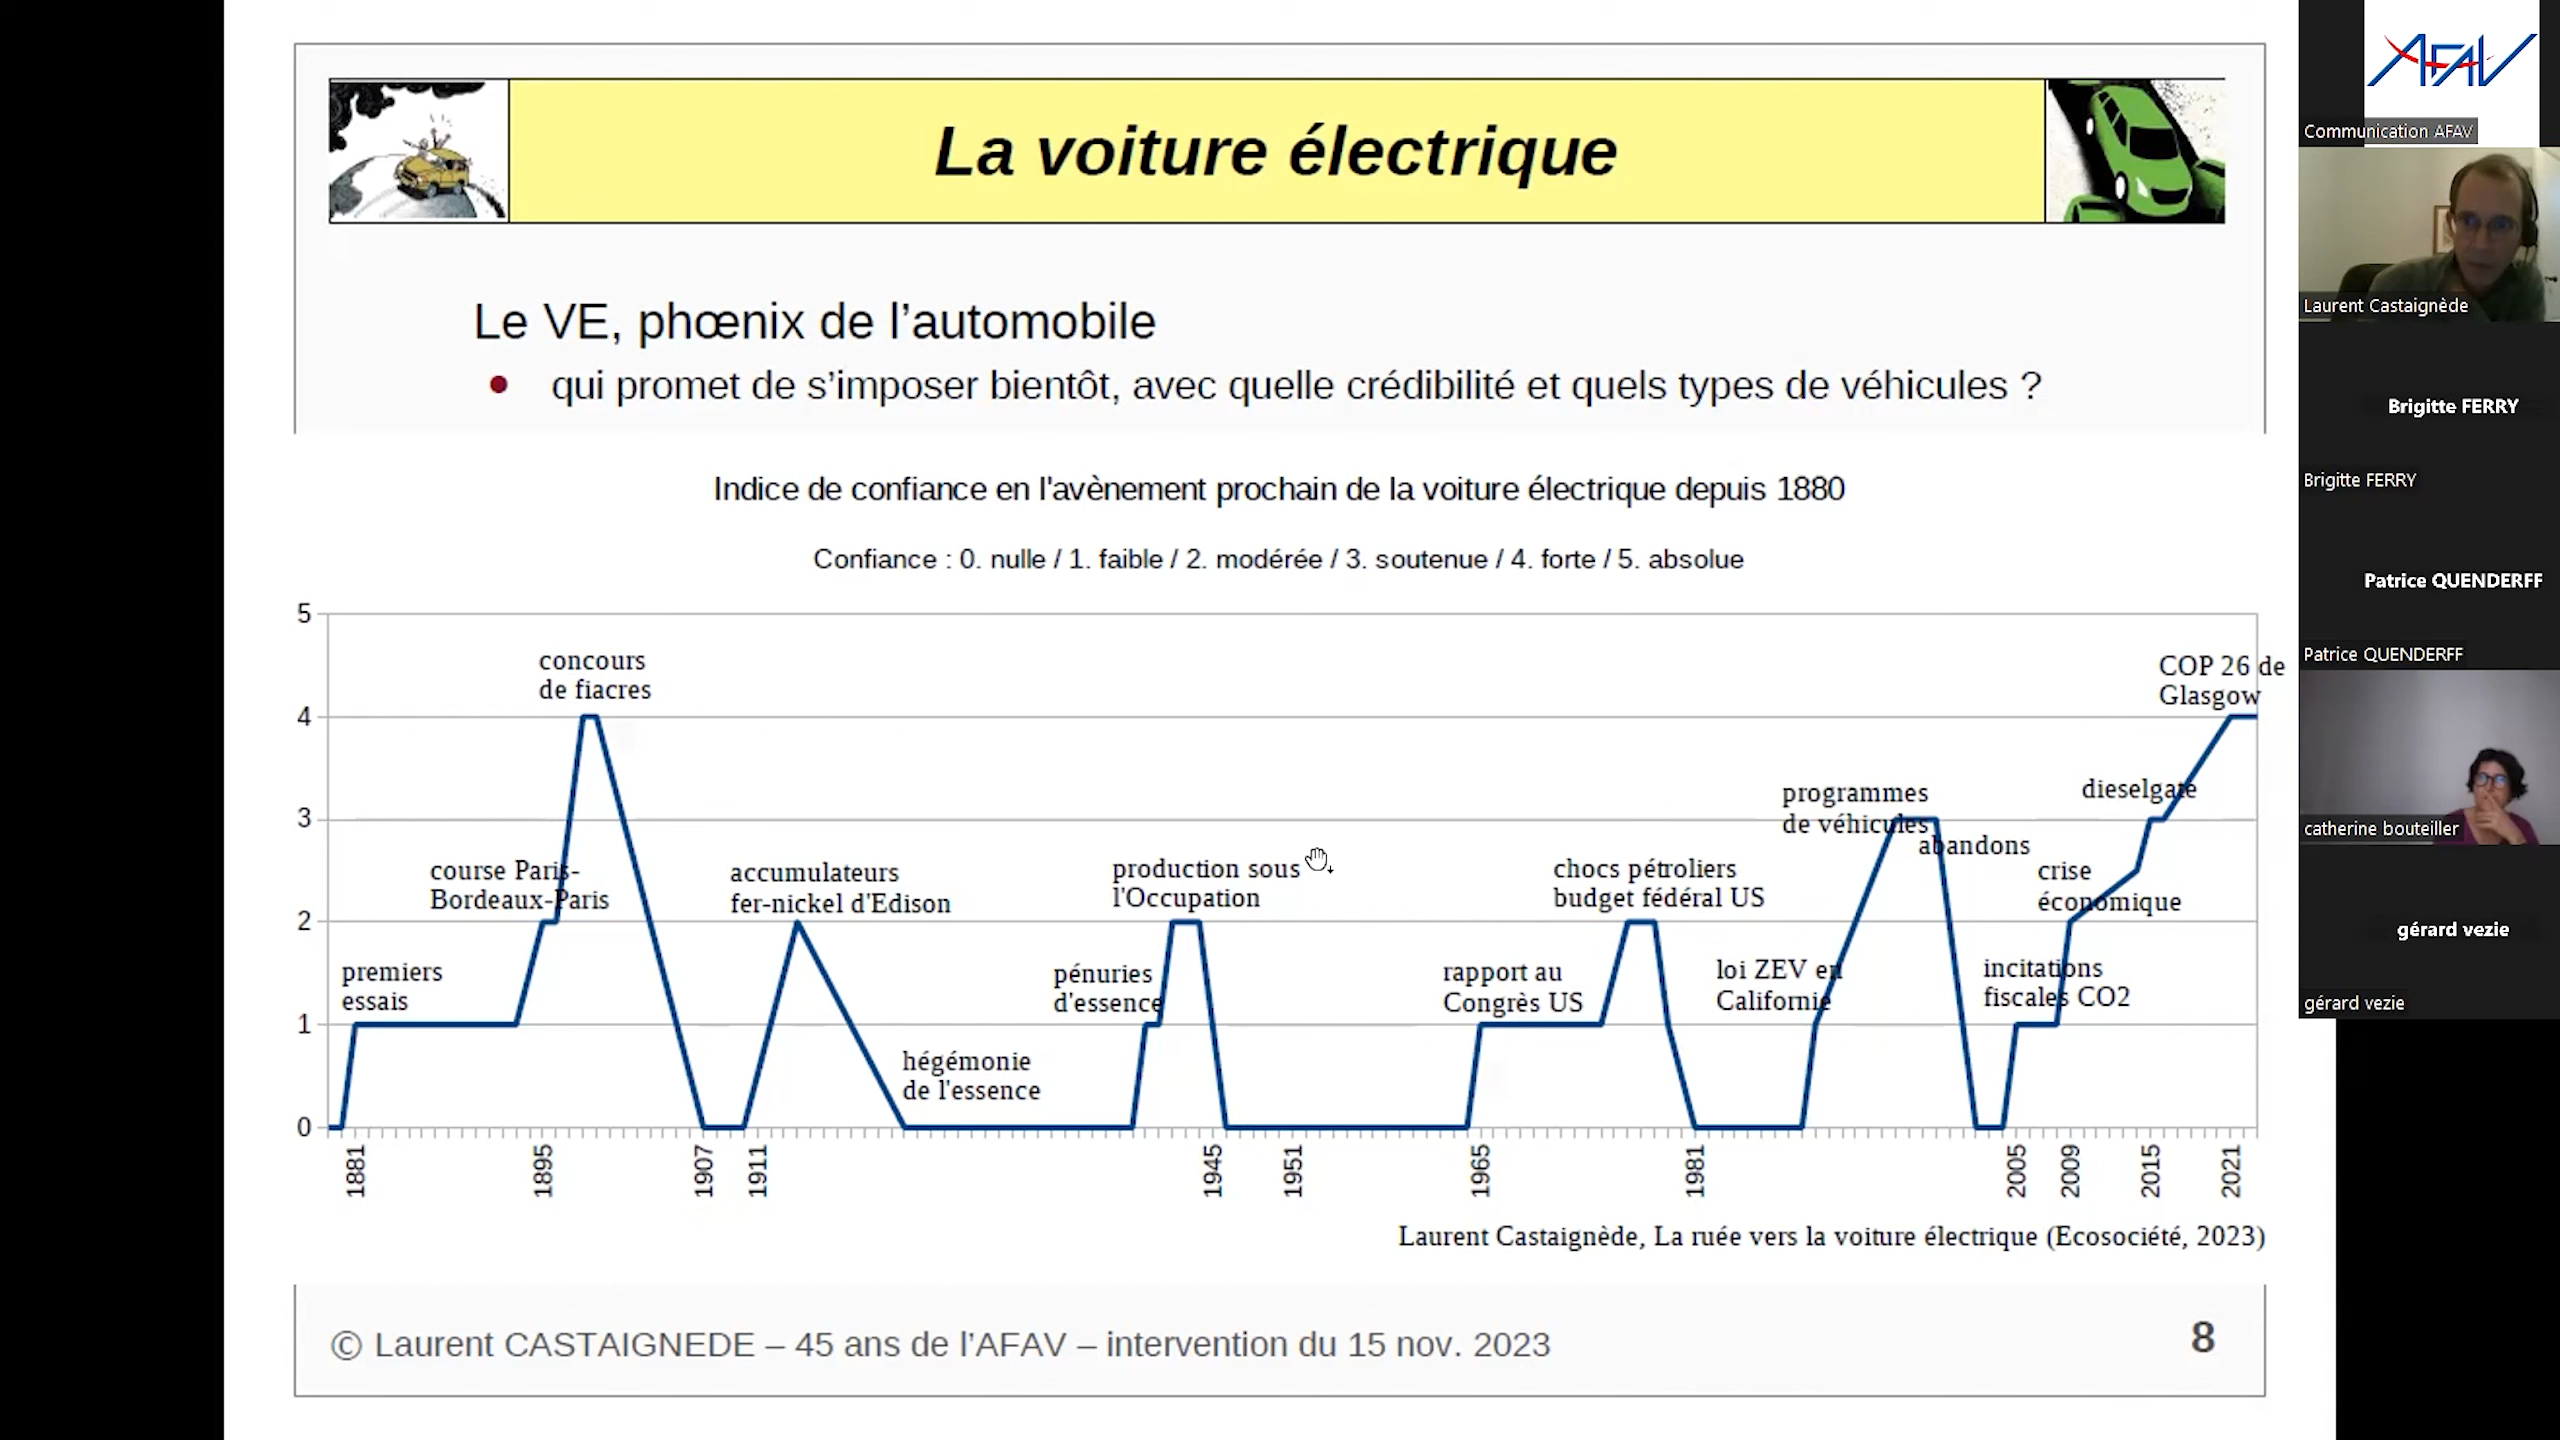 La voiture électrique
Le VE, phœnix de l’automobile
● qui promet de s’imposer bientôt, avec quelle crédibilité et quels types de véhicules ?
Indice de confiance en l'avènement prochain de la voiture électrique depuis 1880
Confiance : 0. nulle / 1. faible / 2. modérée / 3. soutenue / 4. forte / 5. absolue
5
4
3
2
1
0
premiers
essais
course Paris-
Bordeaux-Paris
concours
de fiacres
accumulateurs
fer-nickel d'Edison
hégémonie
de l'essence
pénuries
d'essence
production sous
l'Occupation
rapport au
Congrès US
chocs pétroliers
budget fédéral US
loi ZEV en
Californie
programmes
de véhicules
abandons
incitations
fiscales CO2
crise
économique
dieselgate
COP 26 de
Glasgow
1881
1895
1907
1911
1945
1951
1965
1981
2005
2009
2015
2021
Laurent Castaignède, La ruée vers la voiture électrique (Ecosociété, 2023)
© Laurent CASTAIGNEDE – 45 ans de l’AFAV – intervention du 15 nov. 2023
8
AFAV
Communication AFAV
Laurent Castaignède
Brigitte FERRY
Brigitte FERRY
Patrice QUENDERFF
Patrice QUENDERFF
catherine bouteiller
gérard vezie
gérard vezie